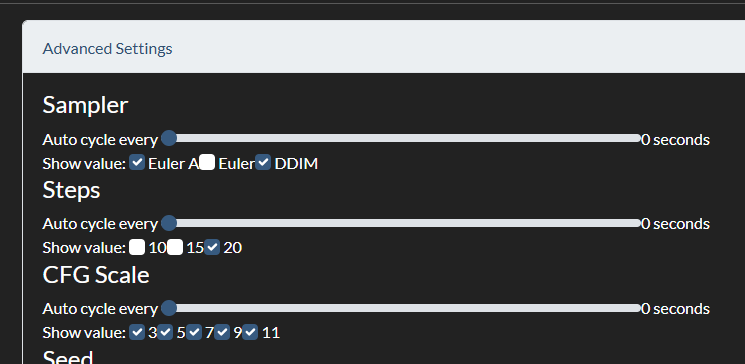 Advanced Settings
Sampler
Auto cycle every 0 seconds
Show value: Euler A Euler DDIM
Steps
Auto cycle every 0 seconds
Show value: 10 15 20
CFG Scale
Auto cycle every 0 seconds
Show value: 3 5 7 9 11
Seed